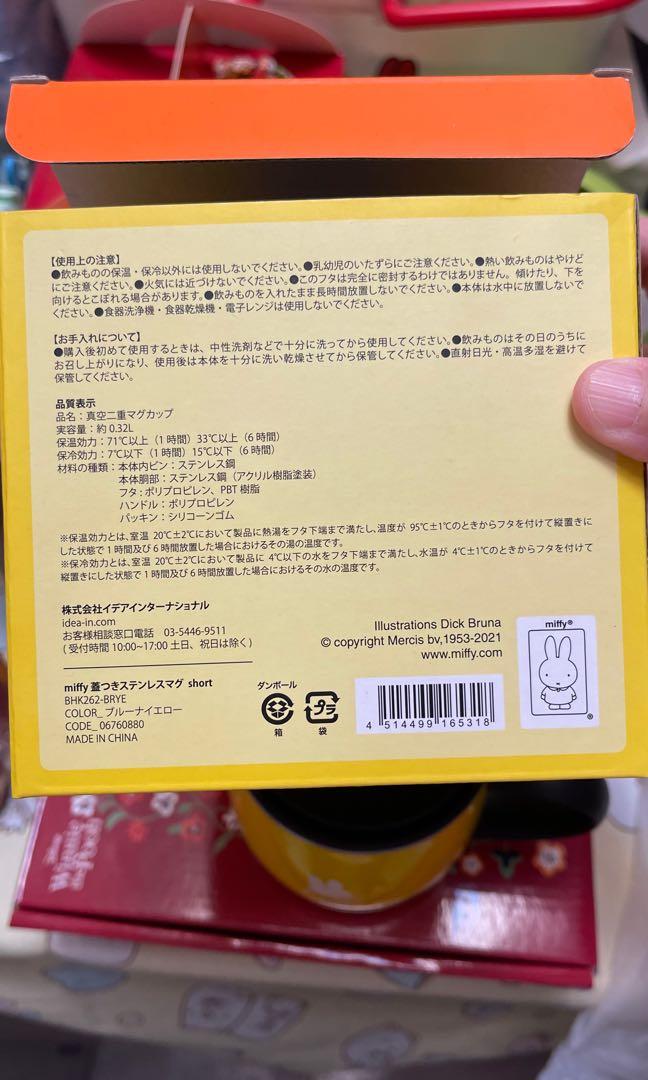 【使用上の注意】
●飲みものの保温・保冷以外には使用しないでください。●乳幼児のいたずらにご注意ください。●熱い飲みものはやけど
にご注意ください。●火気には近づけないでください。●このフタは完全に密封するわけではありません。傾けたり、下を
向けるとこぼれる場合があります。●飲みものを入れたまま長時間放置しないでください。●本体は水中に放置しないで
ください。●食器洗浄機・食器乾燥機・電子レンジは使用しないでください。
【お手入れについて】
●購入後初めて使用するときは、中性洗剤などで十分に洗ってから使用してください。●飲みものはその日のうちに
お召し上がりになり、使用後は本体を十分に洗い乾燥させてから保管してください。●直射日光・高温多湿を避けて
保管してください。
品質表示
品名：真空二重マグカップ
実容量：約 0.32L
保温効力：71℃以上（1時間）33℃以上（6時間）
保冷効力：7℃以下（1時間）15℃以下（6時間）
材料の種類：本体内ビン：ステンレス鋼
本体胴部：ステンレス鋼（アクリル樹脂塗装）
フタ：ポリプロピレン、PBT 樹脂
ハンドル：ポリプロピレン
パッキン：シリコーンゴム
※保温効力とは、室温 20℃±2℃において製品に熱湯をフタ下端まで満たし、温度が 95℃±1℃のときからフタを付けて縦置きに
した状態で 1 時間及び 6 時間放置した場合におけるその湯の温度です。
※保冷効力とは、室温 20℃±2℃において製品に 4℃以下の水をフタ下端まで満たし、水温が 4℃±1℃のときからフタを付けて
縦置きにした状態で 1 時間及び 6 時間放置した場合におけるその水の温度です。
株式会社イデアインターナショナル
idea-in.com
お客様相談窓口電話 03-5446-9511
（受付時間 10:00~17:00 土日、祝日は除く）
Illustrations Dick Bruna
© copyright Mercis bv,1953-2021
www.miffy.com
miffy®
®
miffy 蓋つきステンレスマグ short
BHK262-BRYE
COLOR_ ブルーナイエロー
CODE_ 06760880
MADE IN CHINA
ダンボール
箱
プラ
袋
4 514499 165318